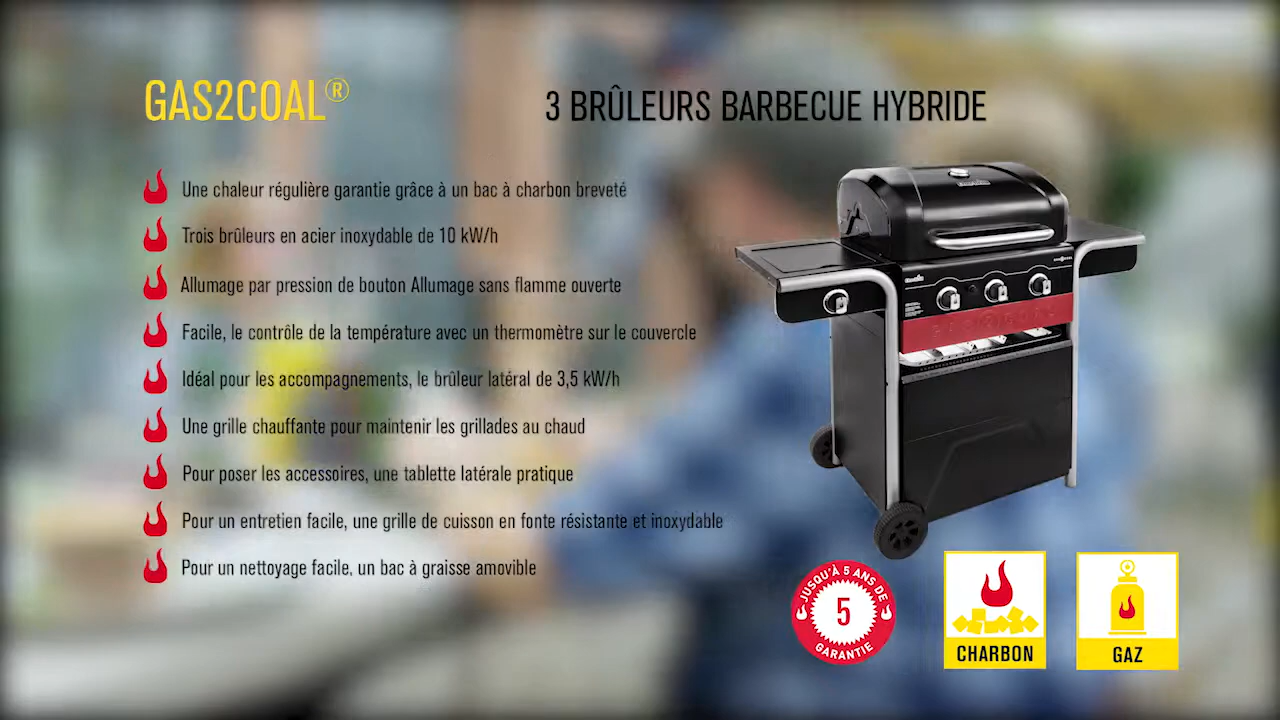 GAS2COAL®
3 BRÛLEURS BARBECUE HYBRIDE
Une chaleur régulière garantie grâce à un bac à charbon breveté
Trois brûleurs en acier inoxydable de 10 kW/h
Allumage par pression de bouton Allumage sans flamme ouverte
Facile, le contrôle de la température avec un thermomètre sur le couvercle
Idéal pour les accompagnements, le brûleur latéral de 3,5 kW/h
Une grille chauffante pour maintenir les grillades au chaud
Pour poser les accessoires, une tablette latérale pratique
Pour un entretien facile, une grille de cuisson en fonte résistante et inoxydable
Pour un nettoyage facile, un bac à graisse amovible
JUSQU'À 5 ANS DE
5
GARANTIE
CHARBON
GAZ